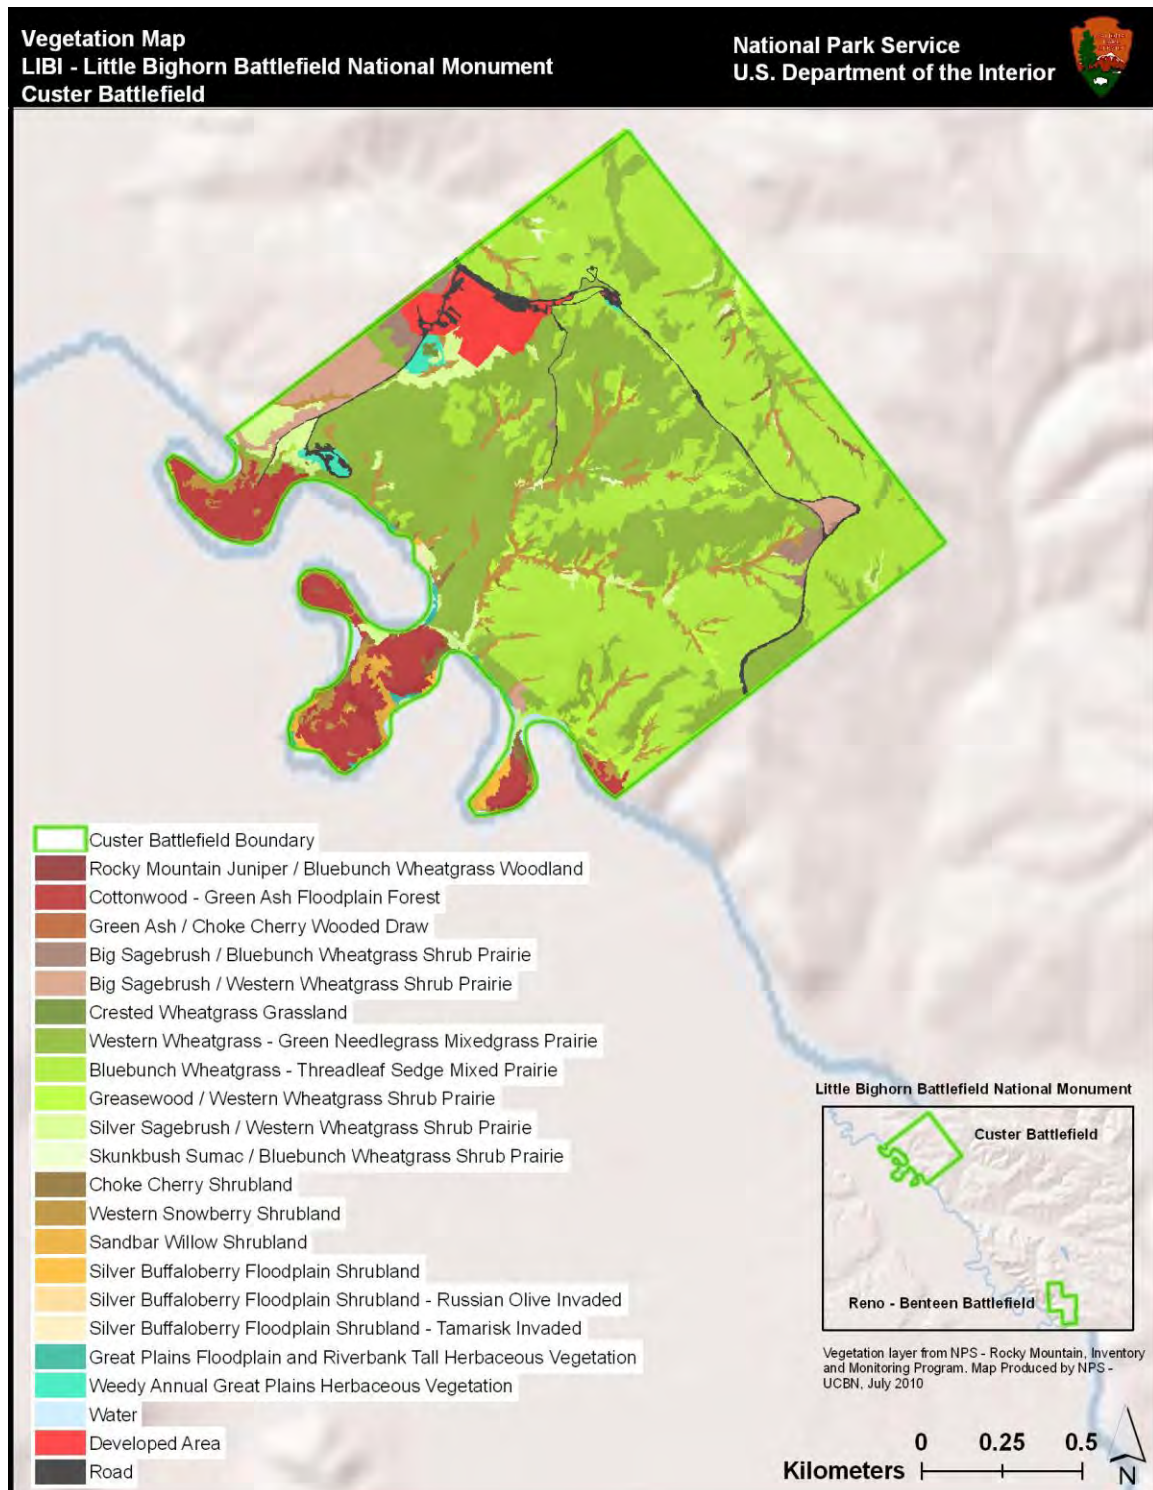 Vegetation Map
LIBI - Little Bighorn Battlefield National Monument
Custer Battlefield
National Park Service
U.S. Department of the Interior
Custer Battlefield Boundary
Rocky Mountain Juniper / Bluebunch Wheatgrass Woodland
Cottonwood - Green Ash Floodplain Forest
Green Ash / Choke Cherry Wooded Draw
Big Sagebrush / Bluebunch Wheatgrass Shrub Prairie
Big Sagebrush / Western Wheatgrass Shrub Prairie
Crested Wheatgrass Grassland
Western Wheatgrass - Green Needlegrass Mixedgrass Prairie
Bluebunch Wheatgrass - Threadleaf Sedge Mixed Prairie
Greasewood / Western Wheatgrass Shrub Prairie
Silver Sagebrush / Western Wheatgrass Shrub Prairie
Skunkbush Sumac / Bluebunch Wheatgrass Shrub Prairie
Choke Cherry Shrubland
Western Snowberry Shrubland
Sandbar Willow Shrubland
Silver Buffaloberry Floodplain Shrubland
Silver Buffaloberry Floodplain Shrubland - Russian Olive Invaded
Silver Buffaloberry Floodplain Shrubland - Tamarisk Invaded
Great Plains Floodplain and Riverbank Tall Herbaceous Vegetation
Weedy Annual Great Plains Herbaceous Vegetation
Water
Developed Area
Road
Little Bighorn Battlefield National Monument
Custer Battlefield
Reno - Benteen Battlefield
Vegetation layer from NPS - Rocky Mountain, Inventory
and Monitoring Program. Map Produced by NPS -
UCBN, July 2010
0 0.25 0.5
Kilometers
N